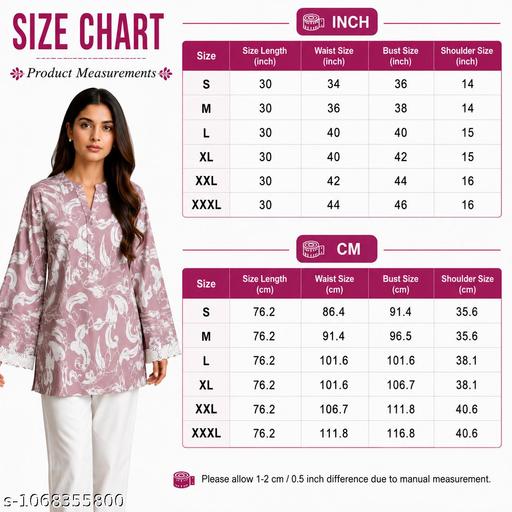 SIZE CHART
Product Measurements
INCH
Size Size Length (inch) Waist Size (inch) Bust Size (inch) Shoulder Size (inch)
S 30 34 36 14
M 30 36 38 14
L 30 40 40 15
XL 30 40 42 15
XXL 30 42 44 16
XXXL 30 44 46 16
CM
Size Size Length (cm) Waist Size (cm) Bust Size (cm) Shoulder Size (cm)
S 76.2 86.4 91.4 35.6
M 76.2 91.4 96.5 35.6
L 76.2 101.6 101.6 38.1
XL 76.2 101.6 106.7 38.1
XXL 76.2 106.7 111.8 40.6
XXXL 76.2 111.8 116.8 40.6
Please allow 1-2 cm / 0.5 inch difference due to manual measurement.
s-1068355800